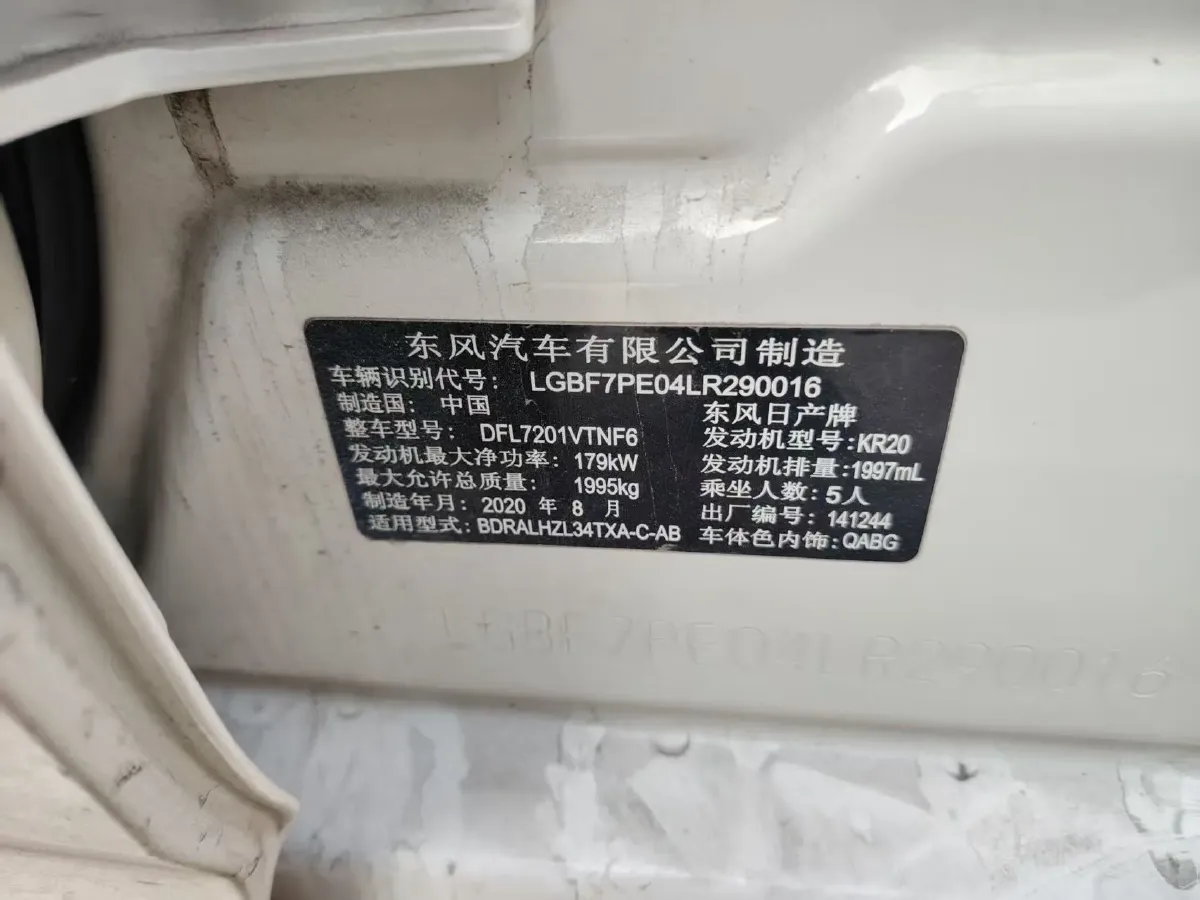 东风汽车有限公司制造
车辆识别代号: LGBF7PE04LR290016
制造国: 中国 东风日产牌
整车型号: DFL7201VTNF6 发动机型号:KR20
发动机最大净功率: 179kW 发动机排量:1997mL
最大允许总质量: 1995kg 乘坐人数:5人
制造年月:2020 年 8 月 出厂编号: 141244
适用型式:BDRALHZL34TXA-C-AB 车体色内饰:QABG
LGBF7PE04LR290016